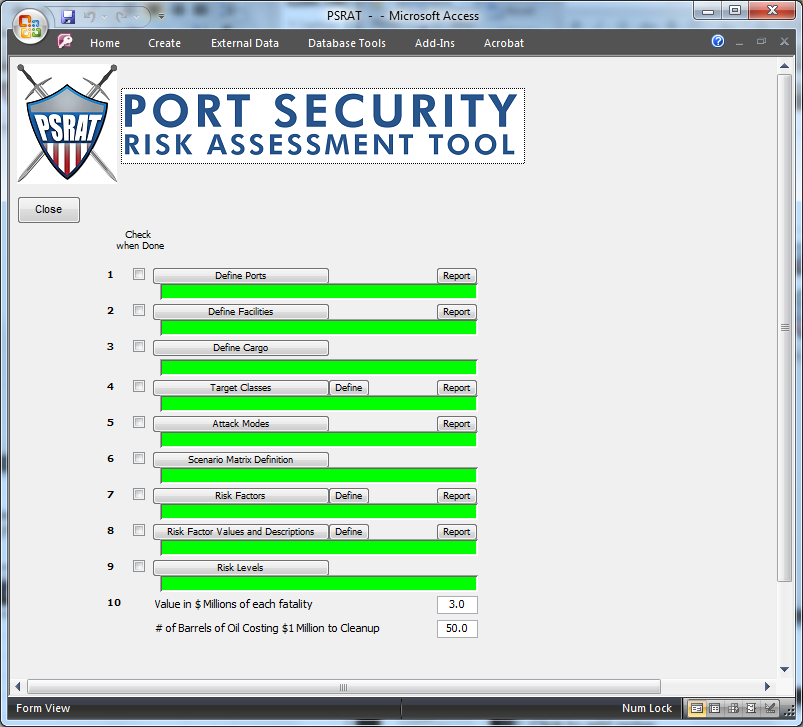 PSRAT - - Microsoft Access
Home Create External Data Database Tools Add-Ins Acrobat
PSRAT
PORT SECURITY
RISK ASSESSMENT TOOL
Close
Check
when Done
1 Define Ports Report
2 Define Facilities Report
3 Define Cargo
4 Target Classes Define Report
5 Attack Modes Report
6 Scenario Matrix Definition
7 Risk Factors Define Report
8 Risk Factor Values and Descriptions Define Report
9 Risk Levels
10 Value in $ Millions of each fatality 3.0
# of Barrels of Oil Costing $1 Million to Cleanup 50.0
Form View Num Lock